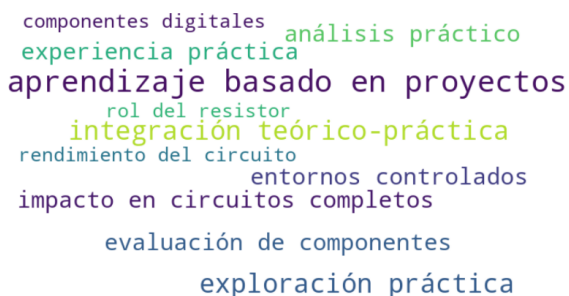 componentes digitales
análisis práctico
experiencia práctica
aprendizaje basado en proyectos
rol del resistor
integración teórico-práctica
rendimiento del circuito
entornos controlados
impacto en circuitos completos
evaluación de componentes
exploración práctica